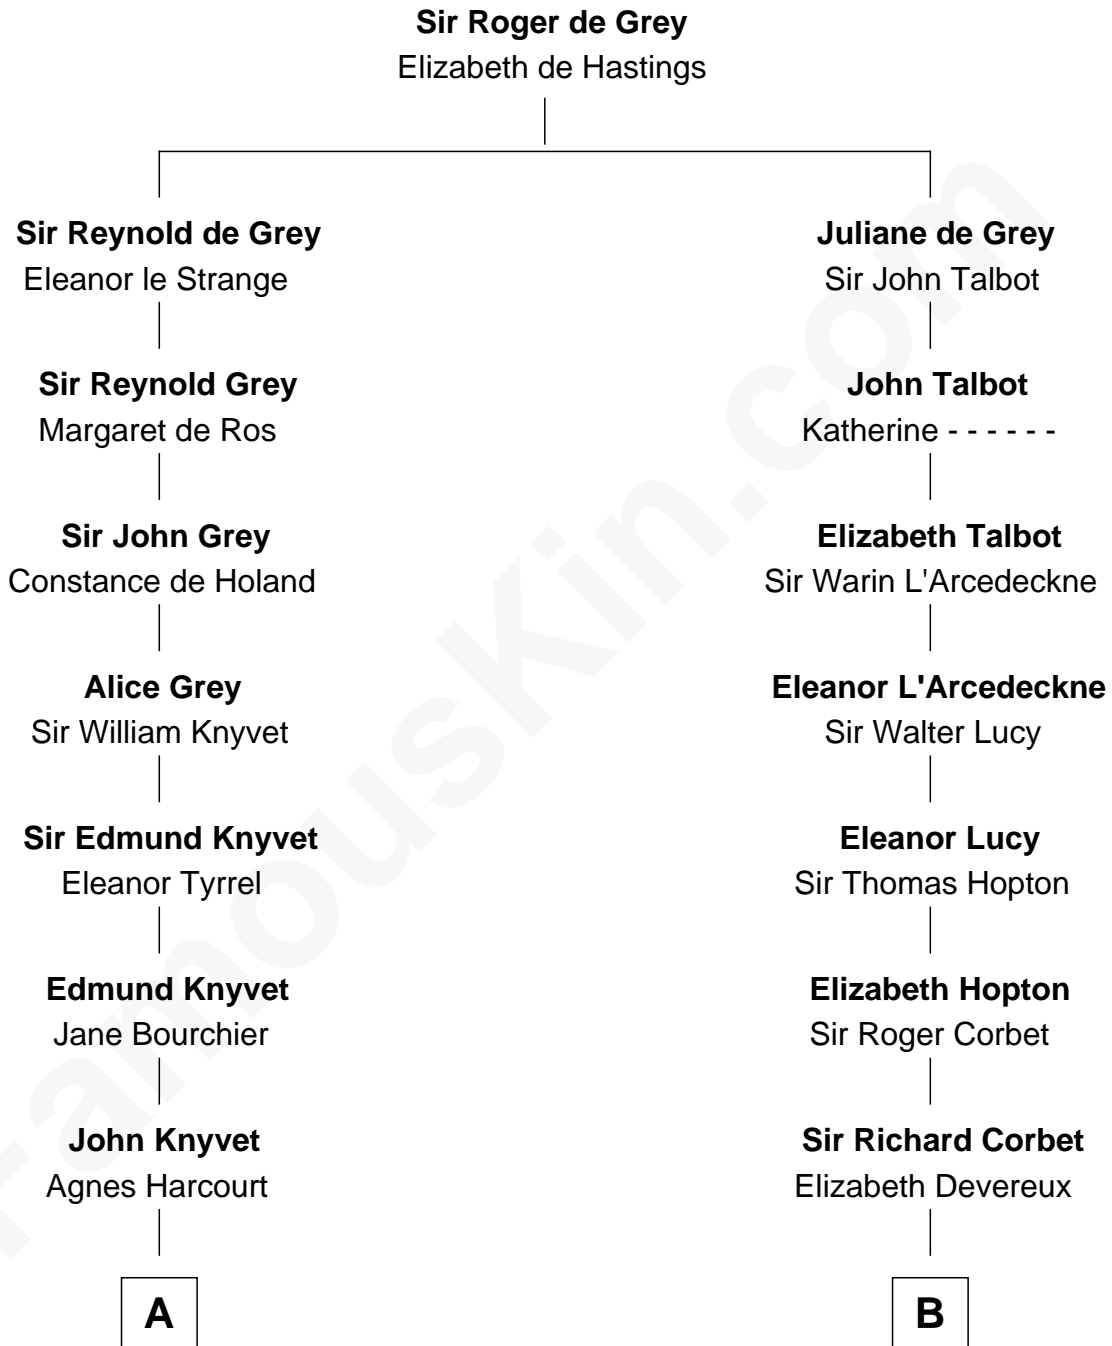 Sir Roger de Grey
Elizabeth de Hastings
Sir Reynold de Grey
Eleanor le Strange
Juliane de Grey
Sir John Talbot
Sir Reynold Grey
Margaret de Ros
John Talbot
Katherine - - - - - -
Sir John Grey
Constance de Holand
Elizabeth Talbot
Sir Warin L'Arcedeckne
Alice Grey
Sir William Knyvet
Eleanor L'Arcedeckne
Sir Walter Lucy
Sir Edmund Knyvet
Eleanor Tyrrel
Eleanor Lucy
Sir Thomas Hopton
Edmund Knyvet
Jane Bourchier
Elizabeth Hopton
Sir Roger Corbet
John Knyvet
Agnes Harcourt
Sir Richard Corbet
Elizabeth Devereux
A
B
FamousKin.com